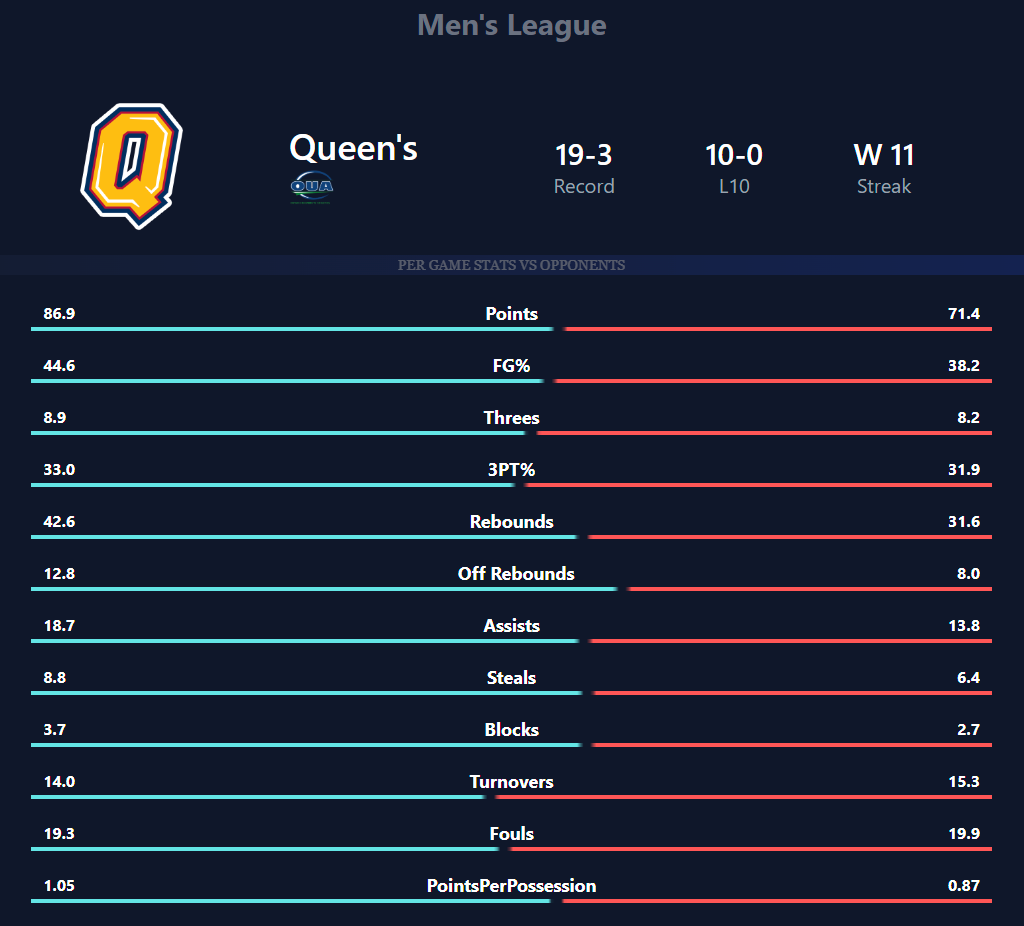 Men's League
Q
Queen's
OUA
19-3
Record
10-0
L10
W 11
Streak
PER GAME STATS VS OPPONENTS
86.9 Points 71.4
44.6 FG% 38.2
8.9 Threes 8.2
33.0 3PT% 31.9
42.6 Rebounds 31.6
12.8 Off Rebounds 8.0
18.7 Assists 13.8
8.8 Steals 6.4
3.7 Blocks 2.7
14.0 Turnovers 15.3
19.3 Fouls 19.9
1.05 PointsPerPossession 0.87